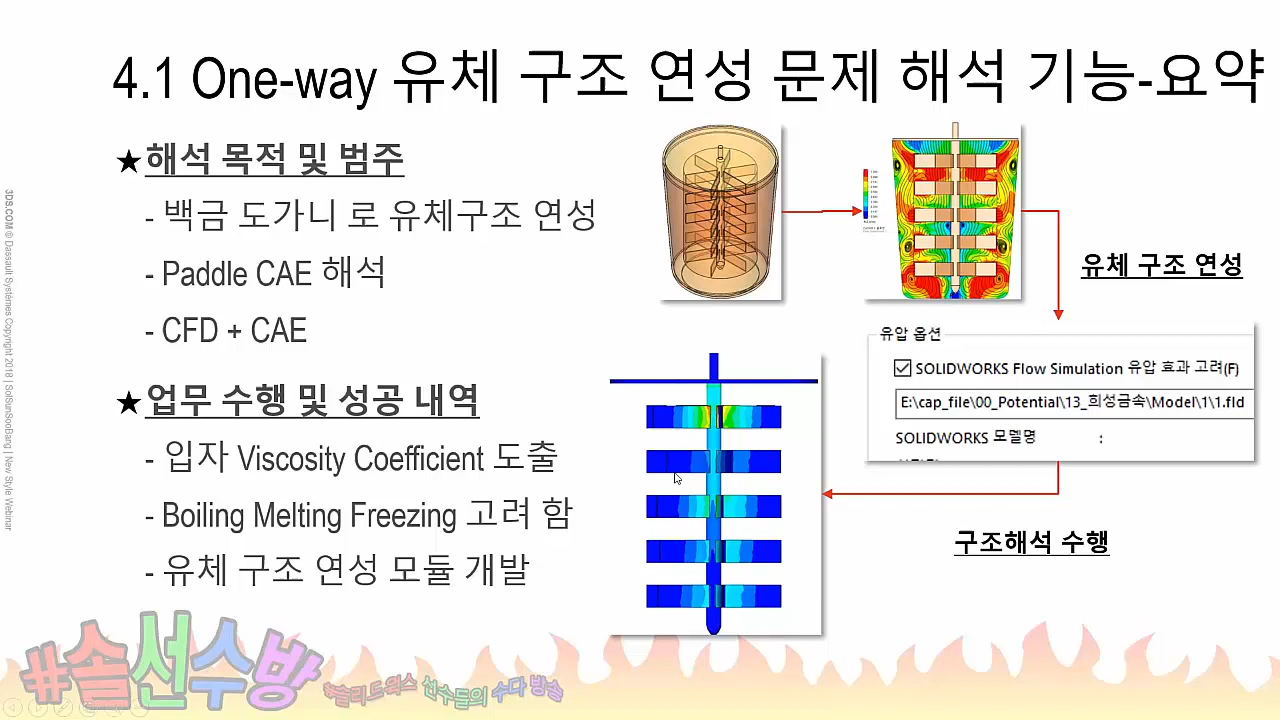 4.1 One-way 유체 구조 연성 문제 해석 기능-요약
★해석 목적 및 범주
- 백금 도가니 로 유체구조 연성
- Paddle CAE 해석
- CFD + CAE
★업무 수행 및 성공 내역
- 입자 Viscosity Coefficient 도출
- Boiling Melting Freezing 고려 함
- 유체 구조 연성 모듈 개발
유체 구조 연성
유압 옵션
SOLIDWORKS Flow Simulation 유압 효과 고려(F)
E:\cap_file\00_Potential\13_희성금속\Model\1\1.fld
SOLIDWORKS 모델명 :
구조해석 수행
3DS.COM © Dassault Systèmes Copyright 2018 | SolSunSooBang | New Style Webinar
#솔선수방
#솔리드웍스 선수들의 수다 방송